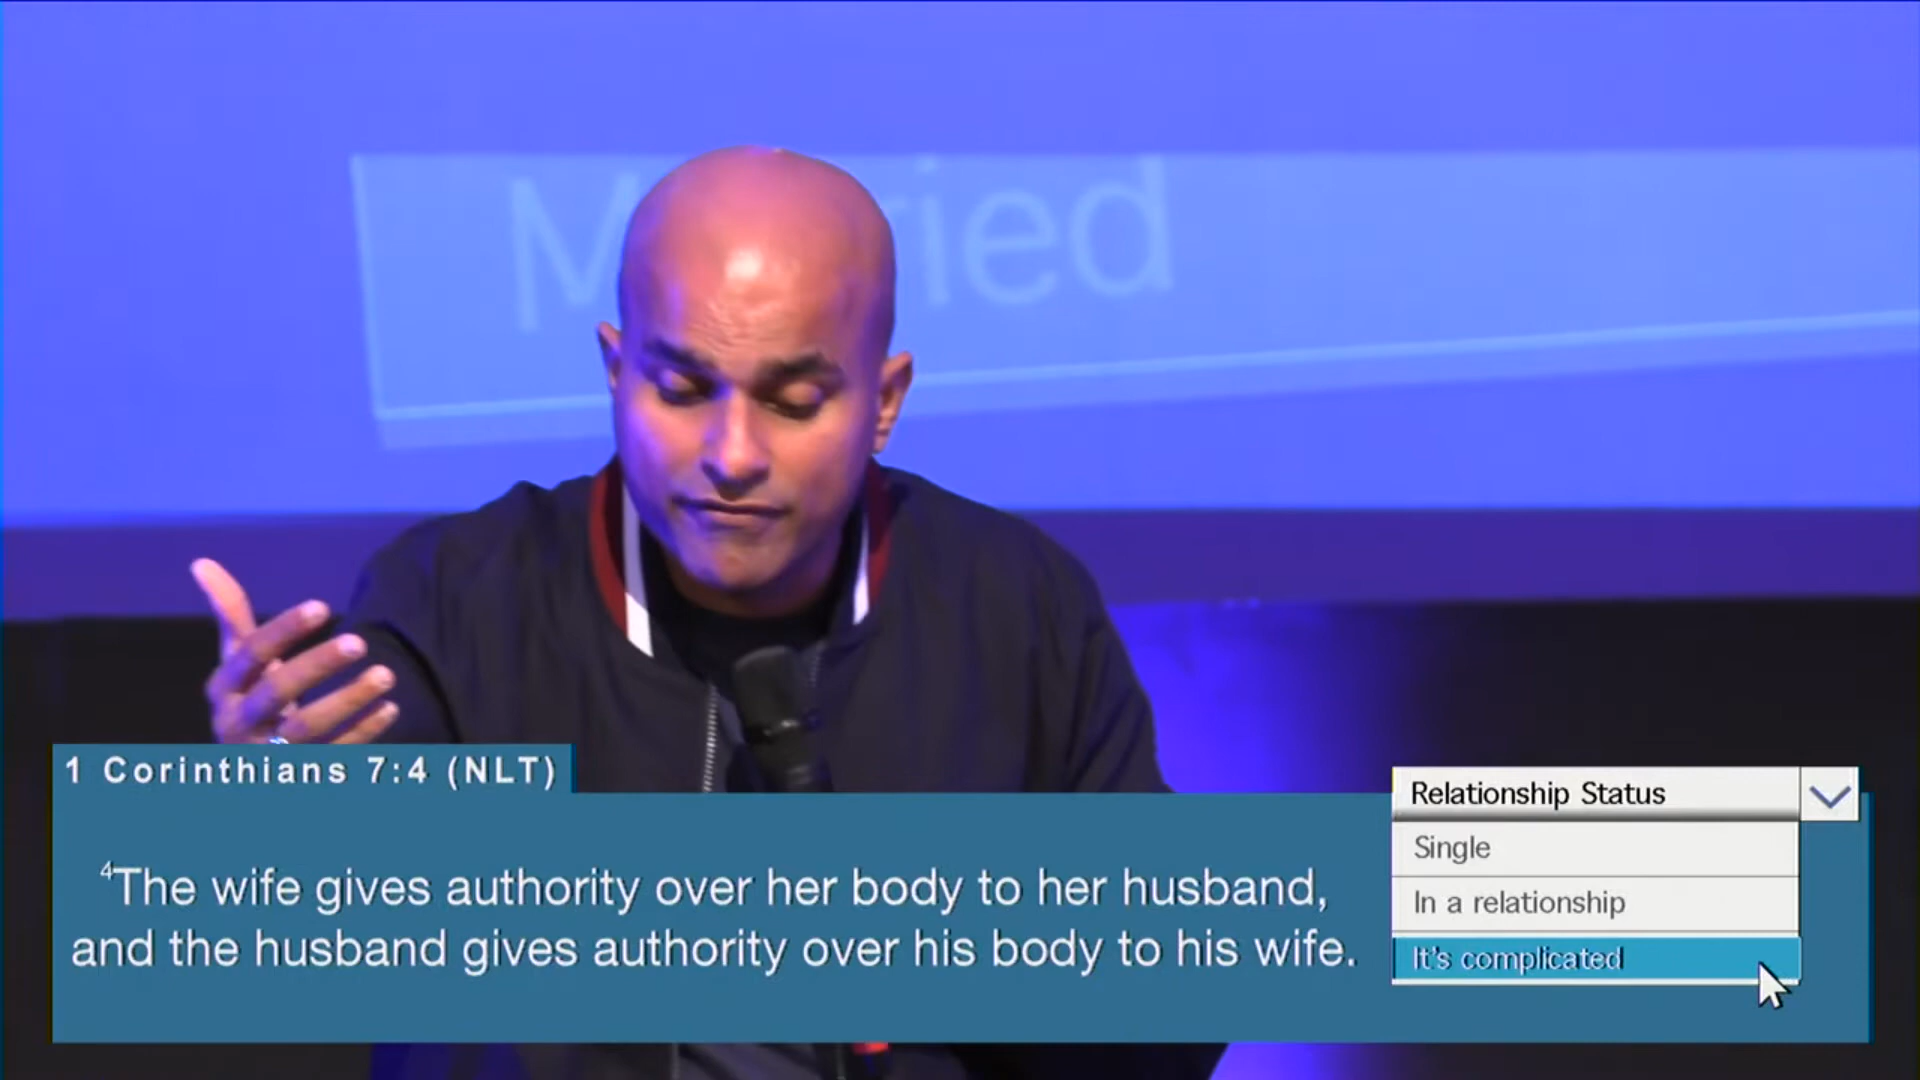 Married
1 Corinthians 7:4 (NLT)
4The wife gives authority over her body to her husband,
and the husband gives authority over his body to his wife.
Relationship Status
Single
In a relationship
It's complicated